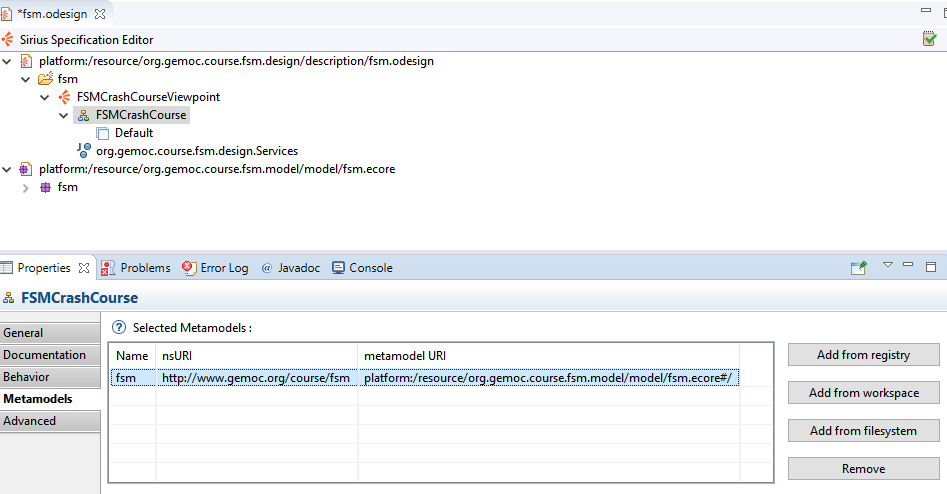 *fsm.odesign
Sirius Specification Editor
platform:/resource/org.gemoc.course.fsm.design/description/fsm.odesign
fsm
FSMCrashCourseViewpoint
FSMCrashCourse
Default
org.gemoc.course.fsm.design.Services
platform:/resource/org.gemoc.course.fsm.model/model/fsm.ecore
fsm
Properties Problems Error Log @ Javadoc Console
FSMCrashCourse
General
Documentation
Behavior
Metamodels
Advanced
? Selected Metamodels :
Name nsURI metamodel URI
fsm http://www.gemoc.org/course/fsm platform:/resource/org.gemoc.course.fsm.model/model/fsm.ecore#/
Add from registry
Add from workspace
Add from filesystem
Remove